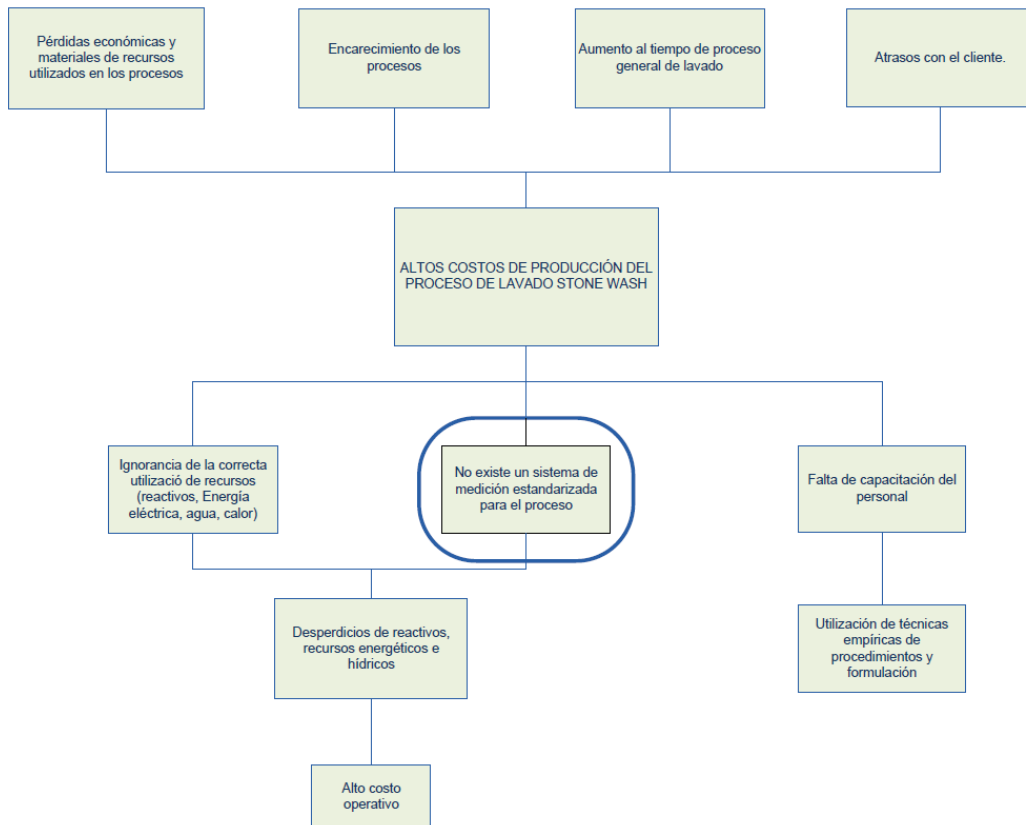 Pérdidas económicas y
materiales de recursos
utilizados en los procesos
Encarecimiento de los
procesos
Aumento al tiempo de proceso
general de lavado
Atrasos con el cliente.
ALTOS COSTOS DE PRODUCCIÓN DEL
PROCESO DE LAVADO STONE WASH
Ignorancia de la correcta
utilizació de recursos
(reactivos, Energía
eléctrica, agua, calor)
No existe un sistema de
medición estandarizada
para el proceso
Falta de capacitación del
personal
Desperdicios de reactivos,
recursos energéticos e
hídricos
Utilización de técnicas
empíricas de
procedimientos y
formulación
Alto costo
operativo